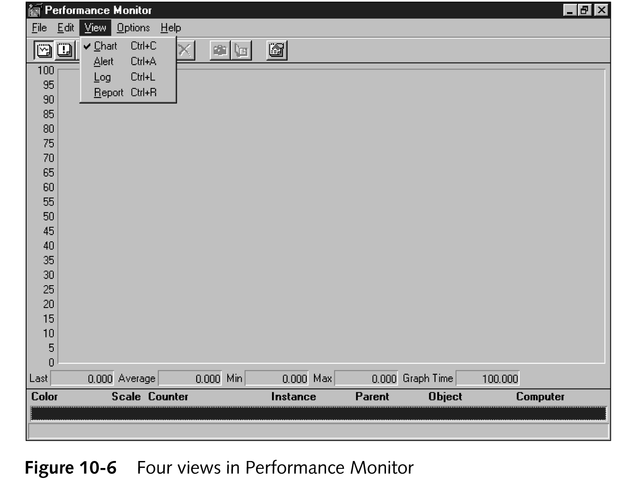 Performance Monitor
File Edit View Options Help
Chart Ctrl+C
Alert Ctrl+A
Log Ctrl+L
Report Ctrl+R
100
95
90
85
80
75
70
65
60
55
50
45
40
35
30
25
20
15
10
5
0
Last 0.000 Average 0.000 Min 0.000 Max 0.000 Graph Time 100.000
Color Scale Counter Instance Parent Object Computer
Figure 10-6 Four views in Performance Monitor